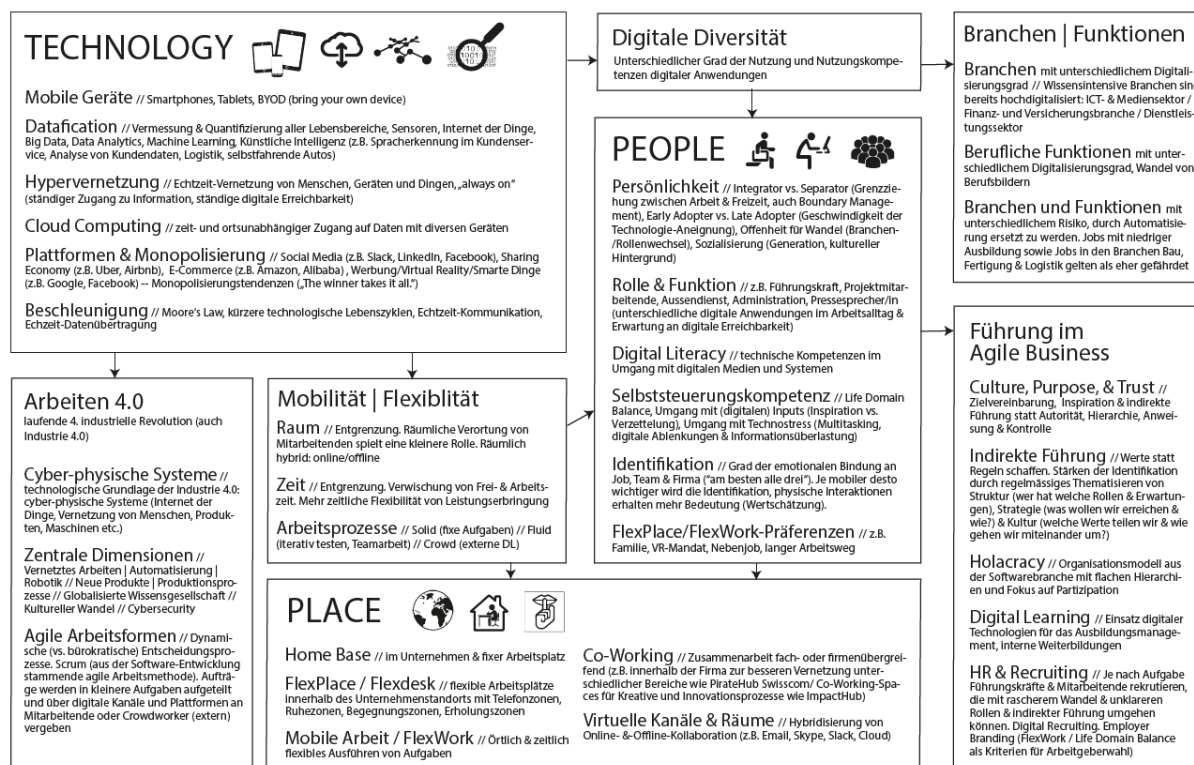 TECHNOLOGY
Mobile Geräte // Smartphones, Tablets, BYOD (bring your own device)
Datafication // Vermessung & Quantifizierung aller Lebensbereiche, Sensoren, Internet der Dinge,
Big Data, Data Analytics, Machine Learning, Künstliche Intelligenz (z.B. Spracherkennung im Kundenser-
vice, Analyse von Kundendaten, Logistik, selbstfahrende Autos)
Hypervernetzung // Echtzeit-Vernetzung von Menschen, Geräten und Dingen, „always on“
(ständiger Zugang zu Information, ständige digitale Erreichbarkeit)
Cloud Computing // zeit- und ortsunabhängiger Zugang auf Daten mit diversen Geräten
Plattformen & Monopolisierung // Social Media (z.B. Slack, LinkedIn, Facebook), Sharing
Economy (z.B. Uber, Airbnb), E-Commerce (z.B. Amazon, Alibaba) , Werbung/Virtual Reality/Smarte Dinge
(z.B. Google, Facebook) -- Monopolisierungstendenzen („The winner takes it all.“)
Beschleunigung // Moore's Law, kürzere technologische Lebenszyklen, Echtzeit-Kommunikation,
Echzeit-Datenübertragung
Digitale Diversität
Unterschiedlicher Grad der Nutzung und Nutzungskompe-
tenzen digitaler Anwendungen
Branchen | Funktionen
Branchen mit unterschiedlichem Digitali-
sierungsgrad // Wissensintensive Branchen sin
bereits hochdigitalisiert: ICT- & Mediensektor /
Finanz- und Versicherungsbranche / Dienstleis-
tungssektor
Berufliche Funktionen mit unter-
schiedlichem Digitalisierungsgrad, Wandel von
Berufsbildern
Branchen und Funktionen mit
unterschiedlichem Risiko, durch Automatisie-
rung ersetzt zu werden. Jobs mit niedriger
Ausbildung sowie Jobs in den Branchen Bau,
Fertigung & Logistik gelten als eher gefährdet
PEOPLE
Persönlichkeit // Integrator vs. Separator (Grenzzie-
hung zwischen Arbeit & Freizeit, auch Boundary Manage-
ment), Early Adopter vs. Late Adopter (Geschwindigkeit der
Technologie-Aneignung), Offenheit für Wandel (Branchen-
/Rollenwechsel), Sozialisierung (Generation, kultureller
Hintergrund)
Rolle & Funktion // z.B. Führungskraft, Projektmitar-
beitende, Aussendienst, Administration, Pressesprecher/in
(unterschiedliche digitale Anwendungen im Arbeitsalltag &
Erwartung an digitale Erreichbarkeit)
Digital Literacy // technische Kompetenzen im
Umgang mit digitalen Medien und Systemen
Selbststeuerungskompetenz // Life Domain
Balance, Umgang mit (digitalen) Inputs (Inspiration vs.
Verzettelung), Umgang mit Technostress (Multitasking,
digitale Ablenkungen & Informationsüberlastung)
Identifikation // Grad der emotionalen Bindung an
Job, Team & Firma ("am besten alle drei"). Je mobiler desto
wichtiger wird die Identifikation, physische Interaktionen
erhalten mehr Bedeutung (Wertschätzung).
FlexPlace/FlexWork-Präferenzen // z.B.
Familie, VR-Mandat, Nebenjob, langer Arbeitsweg
Arbeiten 4.0
laufende 4. industrielle Revolution (auch
Industrie 4.0)
Cyber-physische Systeme //
technologische Grundlage der Industrie 4.0:
cyber-physische Systeme (Internet der
Dinge, Vernetzung von Menschen, Produk-
ten, Maschinen etc.)
Zentrale Dimensionen //
Vernetztes Arbeiten | Automatisierung |
Robotik // Neue Produkte | Produktionspro-
zesse // Globalisierte Wissensgesellschaft //
Kultureller Wandel // Cybersecurity
Agile Arbeitsformen // Dynami-
sche (vs. bürokratische) Entscheidungspro-
zesse. Scrum (aus der Software-Entwicklung
stammende agile Arbeitsmethode). Aufträ-
ge werden in kleinere Aufgaben aufgeteilt
und über digitale Kanäle und Plattformen an
Mitarbeitende oder Crowdworker (extern)
vergeben
Mobilität | Flexiblität
Raum // Entgrenzung. Räumliche Verortung von
Mitarbeitenden spielt eine kleinere Rolle. Räumlich
hybrid: online/offline
Zeit // Entgrenzung. Verwischung von Frei- & Arbeits-
zeit. Mehr zeitliche Flexibilität von Leistungserbringung
Arbeitsprozesse // Solid (fixe Aufgaben) // Fluid
(iterativ testen, Teamarbeit) // Crowd (externe DL)
Führung im
Agile Business
Culture, Purpose, & Trust //
Zielvereinbarung, Inspiration & indirekte
Führung statt Autorität, Hierarchie, Anwei-
sung & Kontrolle
Indirekte Führung // Werte statt
Regeln schaffen. Stärken der Identifikation
durch regelmässiges Thematisieren von
Struktur (wer hat welche Rollen & Erwartun-
gen), Strategie (was wollen wir erreichen &
wie?) & Kultur (welche Werte teilen wir & wie
gehen wir miteinander um?)
Holacracy // Organisationsmodell aus
der Softwarebranche mit flachen Hierarchi-
en und Fokus auf Partizipation
Digital Learning // Einsatz digitaler
Technologien für das Ausbildungsmanage-
ment, interne Weiterbildungen
HR & Recruiting // Je nach Aufgabe
Führungskräfte & Mitarbeitende rekrutieren,
die mit rascherem Wandel & unklareren
Rollen & indirekter Führung umgehen
können. Digital Recruiting. Employer
Branding (FlexWork / Life Domain Balance
als Kriterien für Arbeitgeberwahl)
PLACE
Home Base // im Unternehmen & fixer Arbeitsplatz
FlexPlace / Flexdesk // flexible Arbeitsplätze
innerhalb des Unternehmenstandorts mit Telefonzonen,
Ruhezonen, Begegnungszonen, Erholungszonen
Mobile Arbeit / FlexWork // Örtlich & zeitlich
flexibles Ausführen von Aufgaben
Co-Working // Zusammenarbeit fach- oder firmenübergrei-
fend (z.B. innerhalb der Firma zur besseren Vernetzung unter-
schiedlicher Bereiche wie PirateHub Swisscom/ Co-Working-Spa-
ces für Kreative und Innovationsprozesse wie ImpactHub)
Virtuelle Kanäle & Räume // Hybridisierung von
Online- &-Offline-Kollaboration (z.B. Email, Skype, Slack, Cloud)